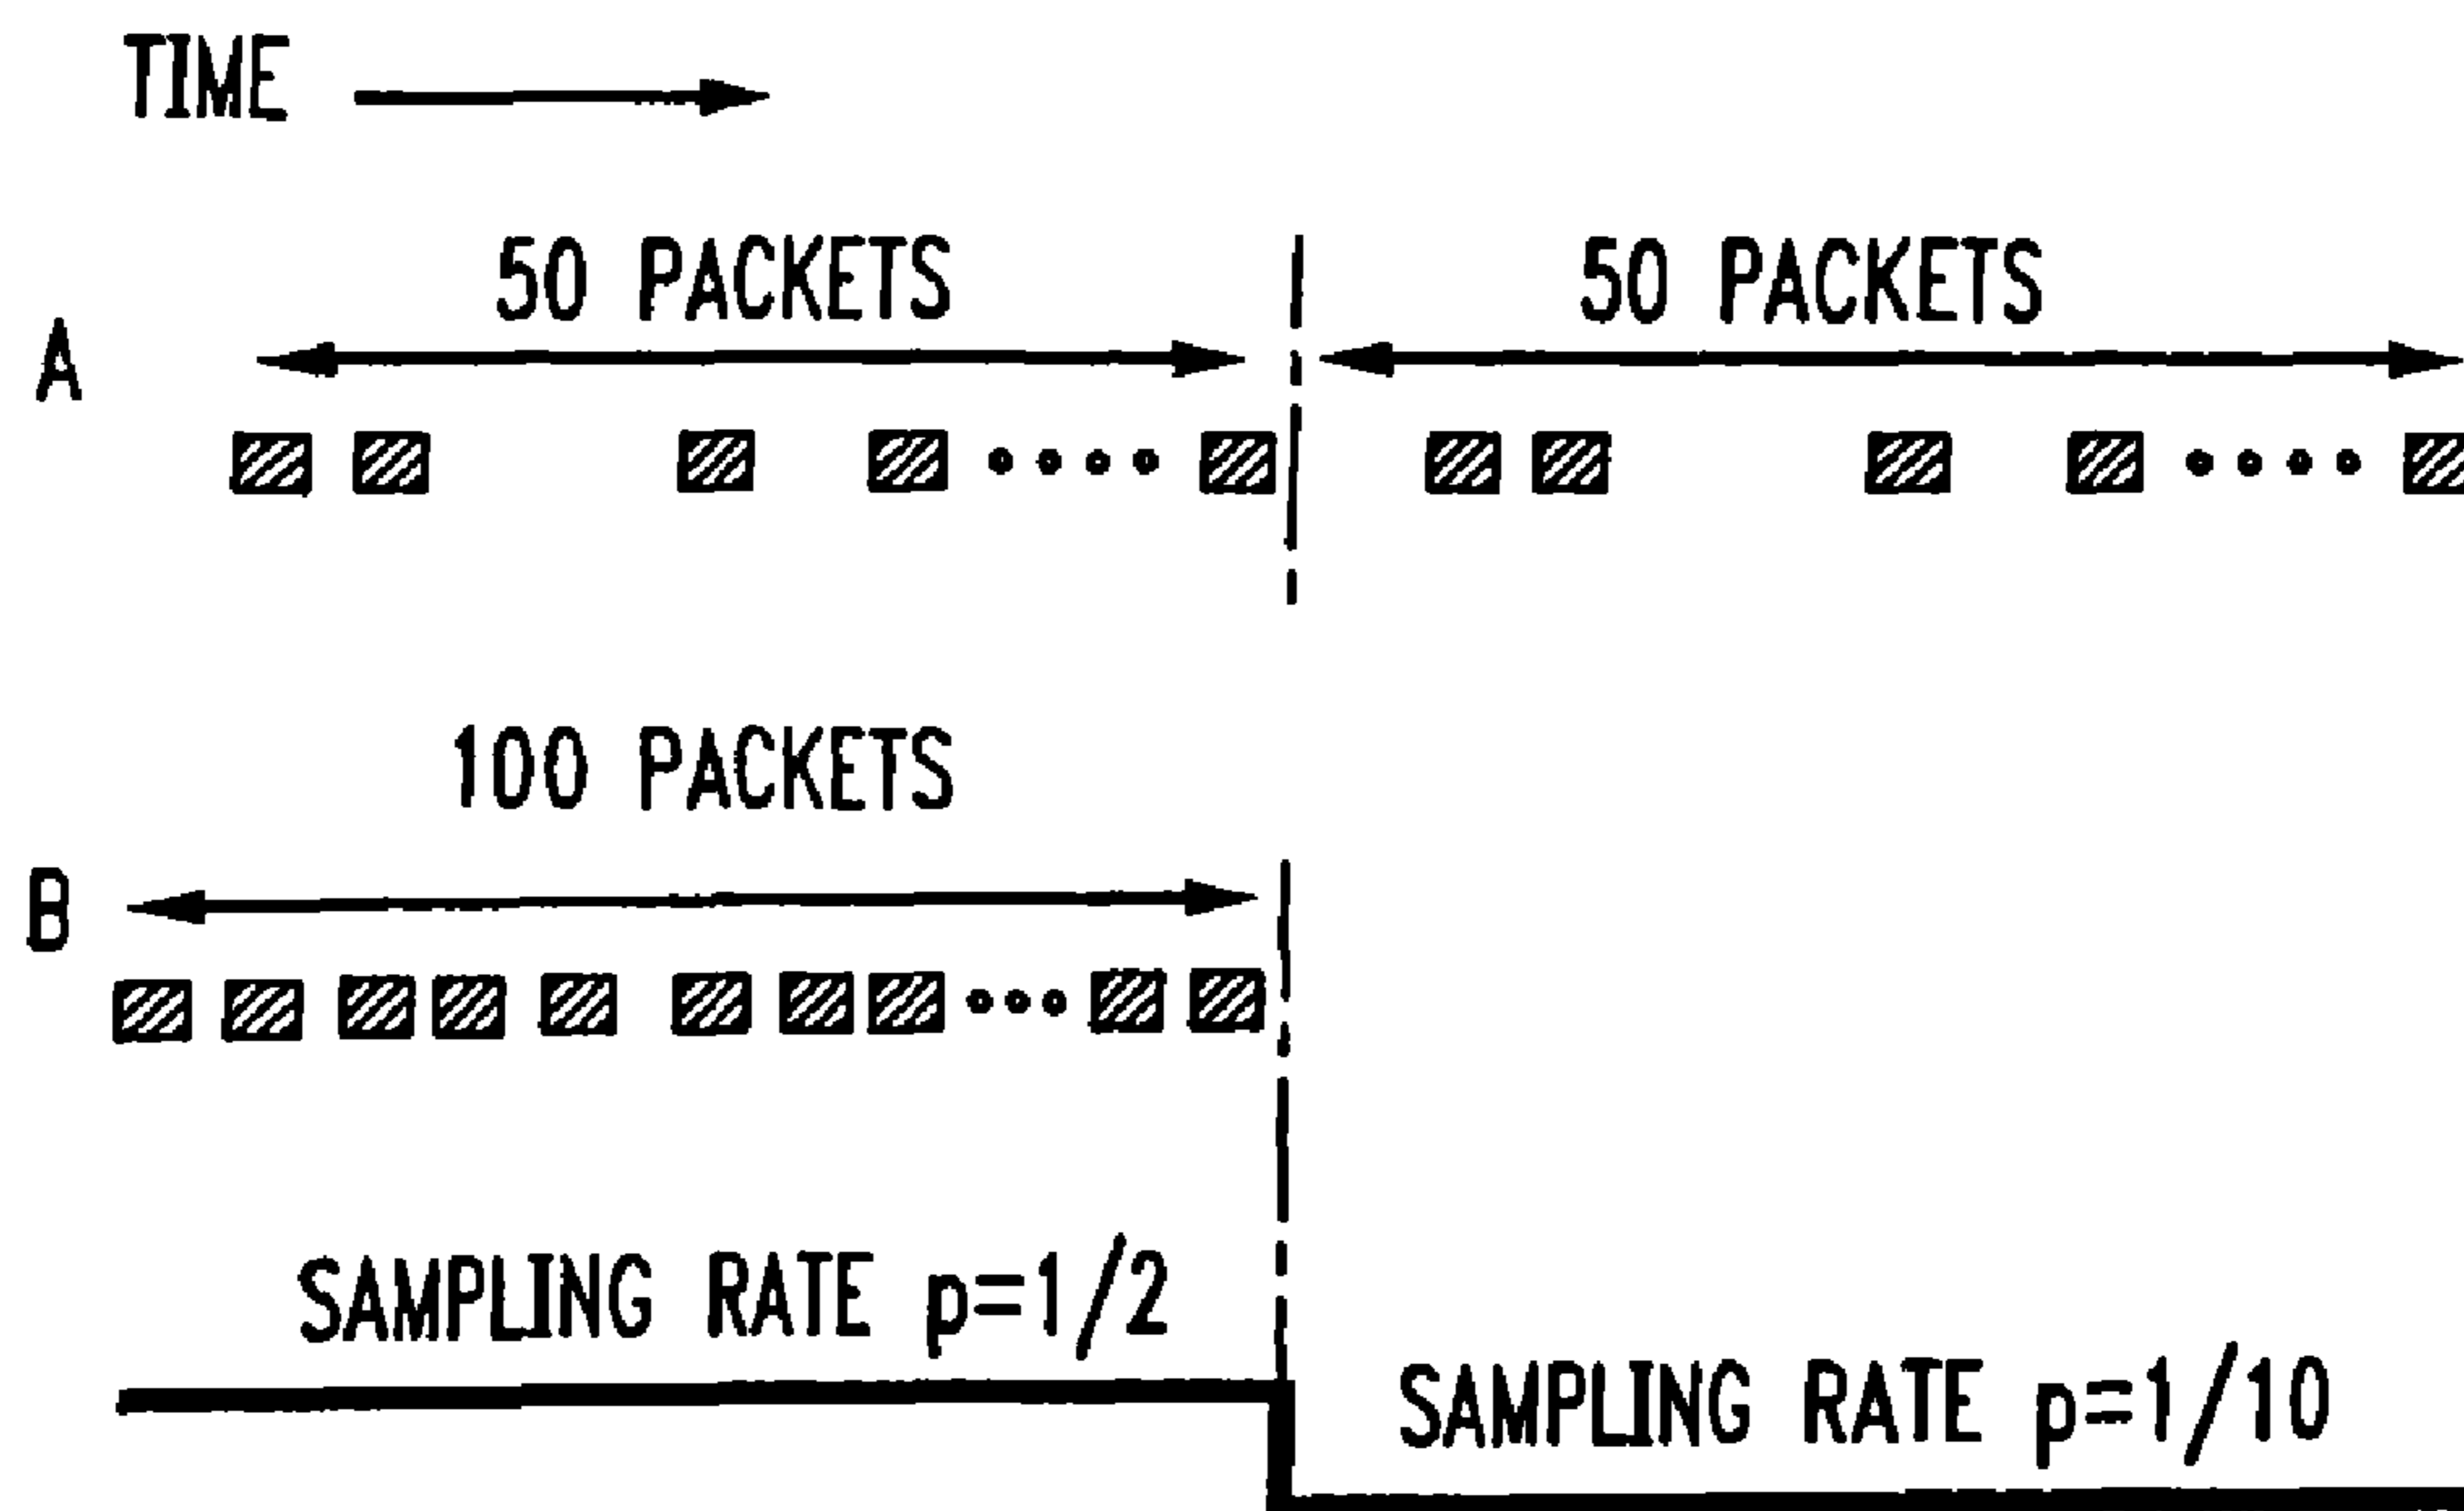 TIME
50 PACKETS
50 PACKETS
A
100 PACKETS
B
SAMPLING RATE p=1/2
SAMPLING RATE p=1/10